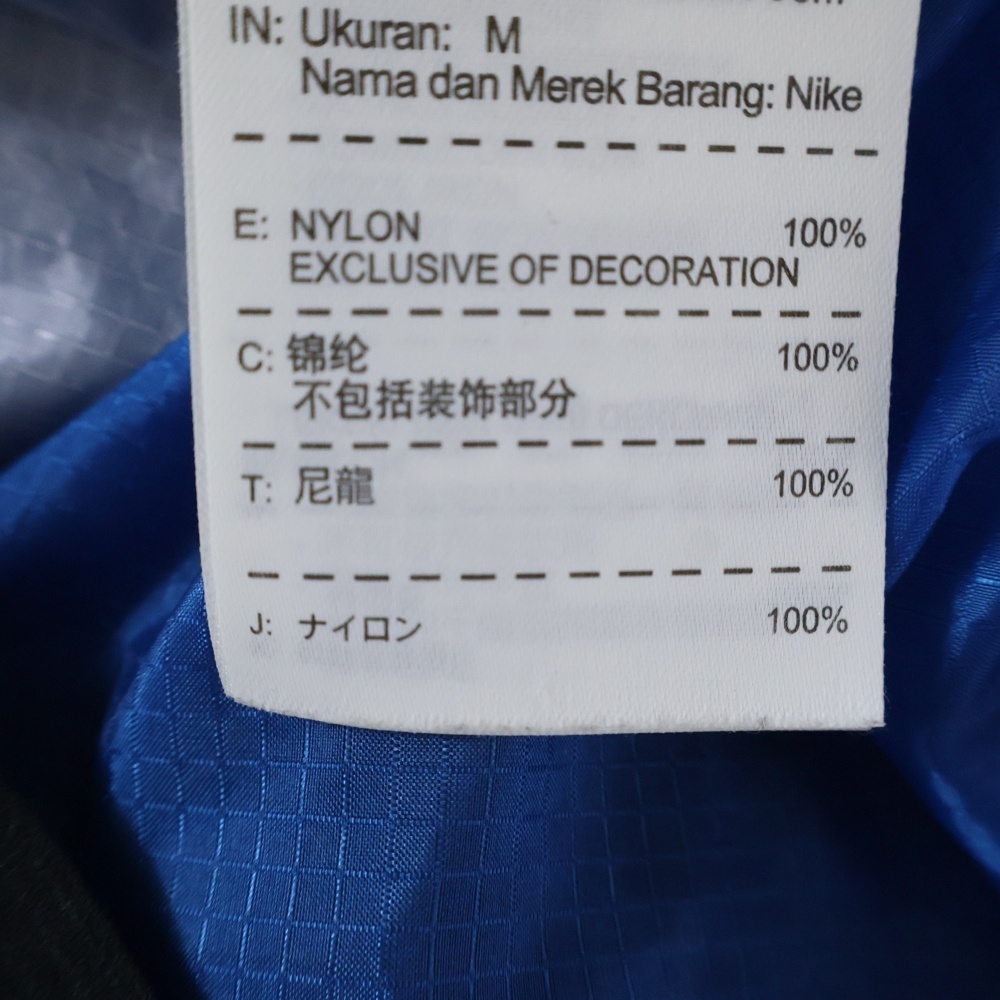 IN: Ukuran: M
Nama dan Merek Barang: Nike
E: NYLON 100%
EXCLUSIVE OF DECORATION
C: 锦纶 100%
不包括装饰部分
T: 尼龍 100%
J: ナイロン 100%